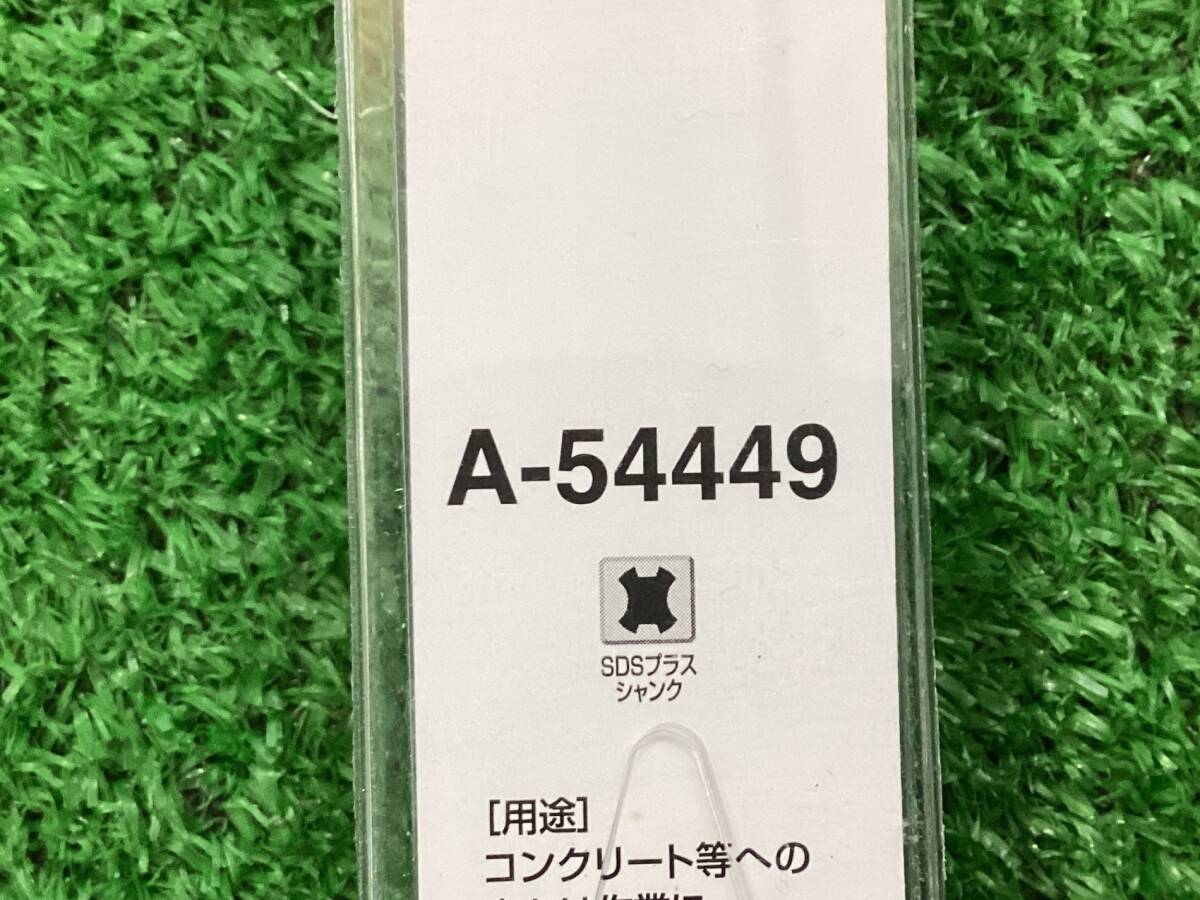 A-54449
SDSプラス
シャンク
[用途]
コンクリート等への